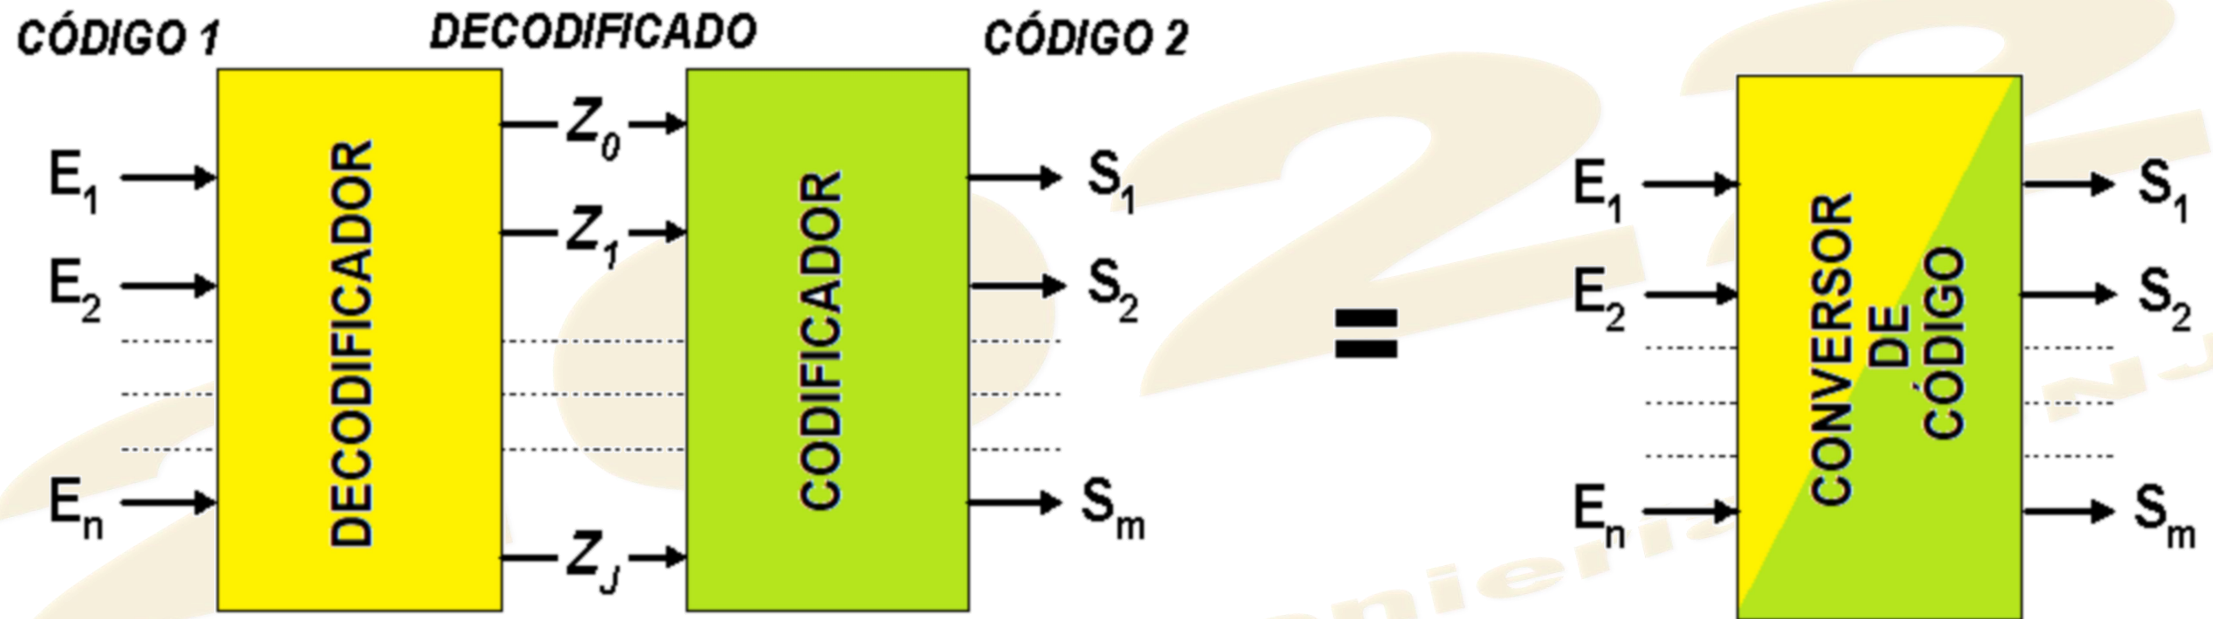 CÓDIGO 1
DECODIFICADO
CÓDIGO 2
E1
E2
En
DECODIFICADOR
Z0
Z1
ZJ
CODIFICADOR
S1
S2
Sm
=
E1
E2
En
CONVERSOR
DE
CÓDIGO
S1
S2
Sm
2022